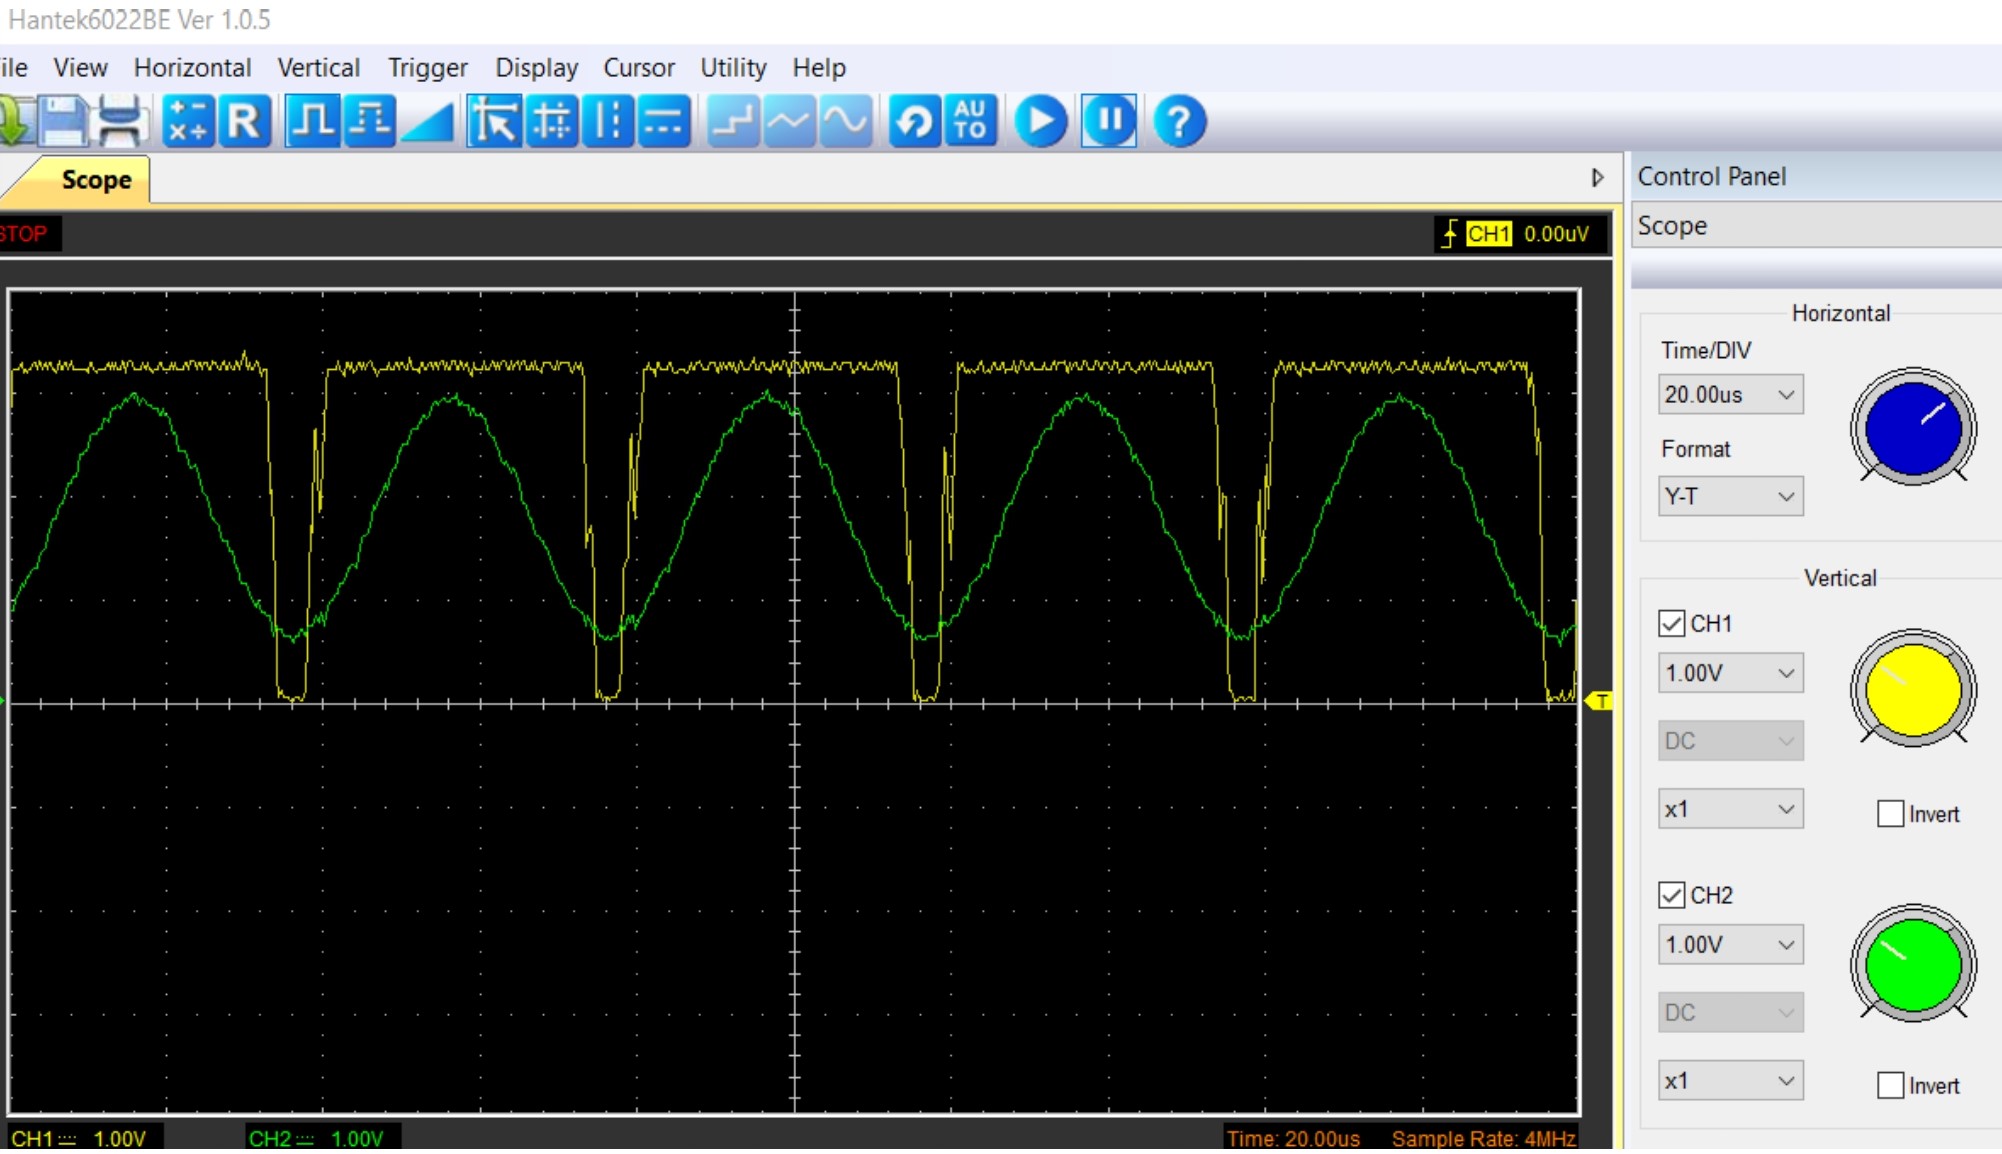 Hantek6022BE Ver 1.0.5
ile View Horizontal Vertical Trigger Display Cursor Utility Help
R AU TO ?
Scope
Control Panel
STOP
CH1 0.00uV
Scope
Horizontal
Time/DIV
20.00us
Format
Y-T
Vertical
CH1
1.00V
T
DC
x1
Invert
CH2
1.00V
DC
x1
Invert
CH1 1.00V CH2 1.00V Time: 20.00us Sample Rate: 4MHz